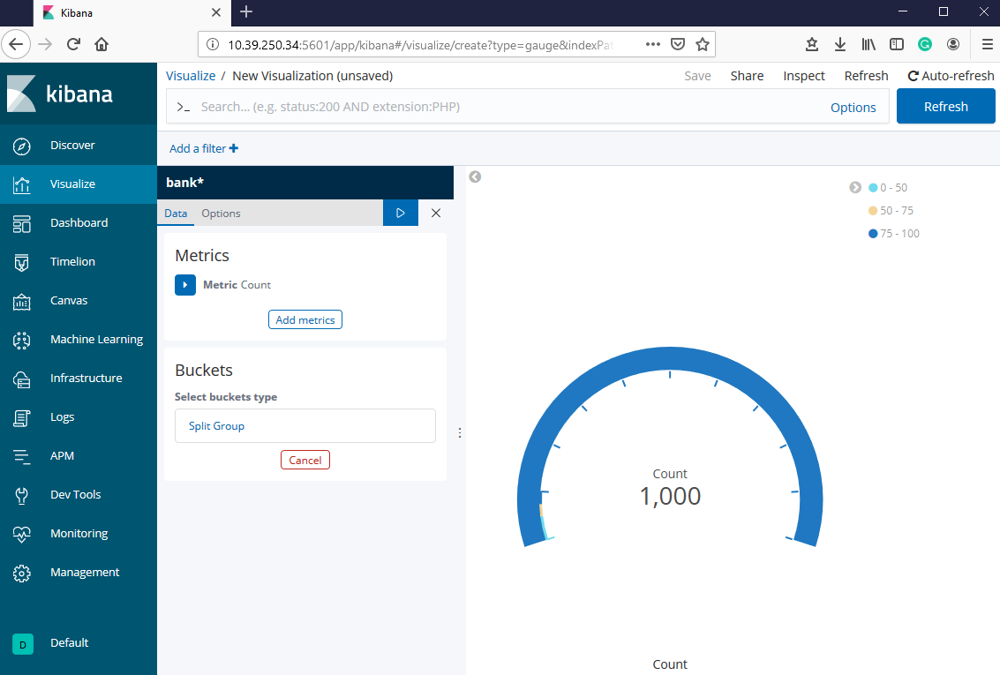 Kibana
10.39.250.34:5601/app/kibana#/visualize/create?type=gauge&indexPat
kibana
Discover
Visualize
Dashboard
Timelion
Canvas
Machine Learning
Infrastructure
Logs
APM
Dev Tools
Monitoring
Management
D Default
Visualize / New Visualization (unsaved)
Save Share Inspect Refresh Auto-refresh
>_ Search... (e.g. status:200 AND extension:PHP) Options Refresh
Add a filter +
bank*
Data Options
Metrics
Metric Count
Add metrics
Buckets
Select buckets type
Split Group
Cancel
0 - 50
50 - 75
75 - 100
Count
1,000
Count